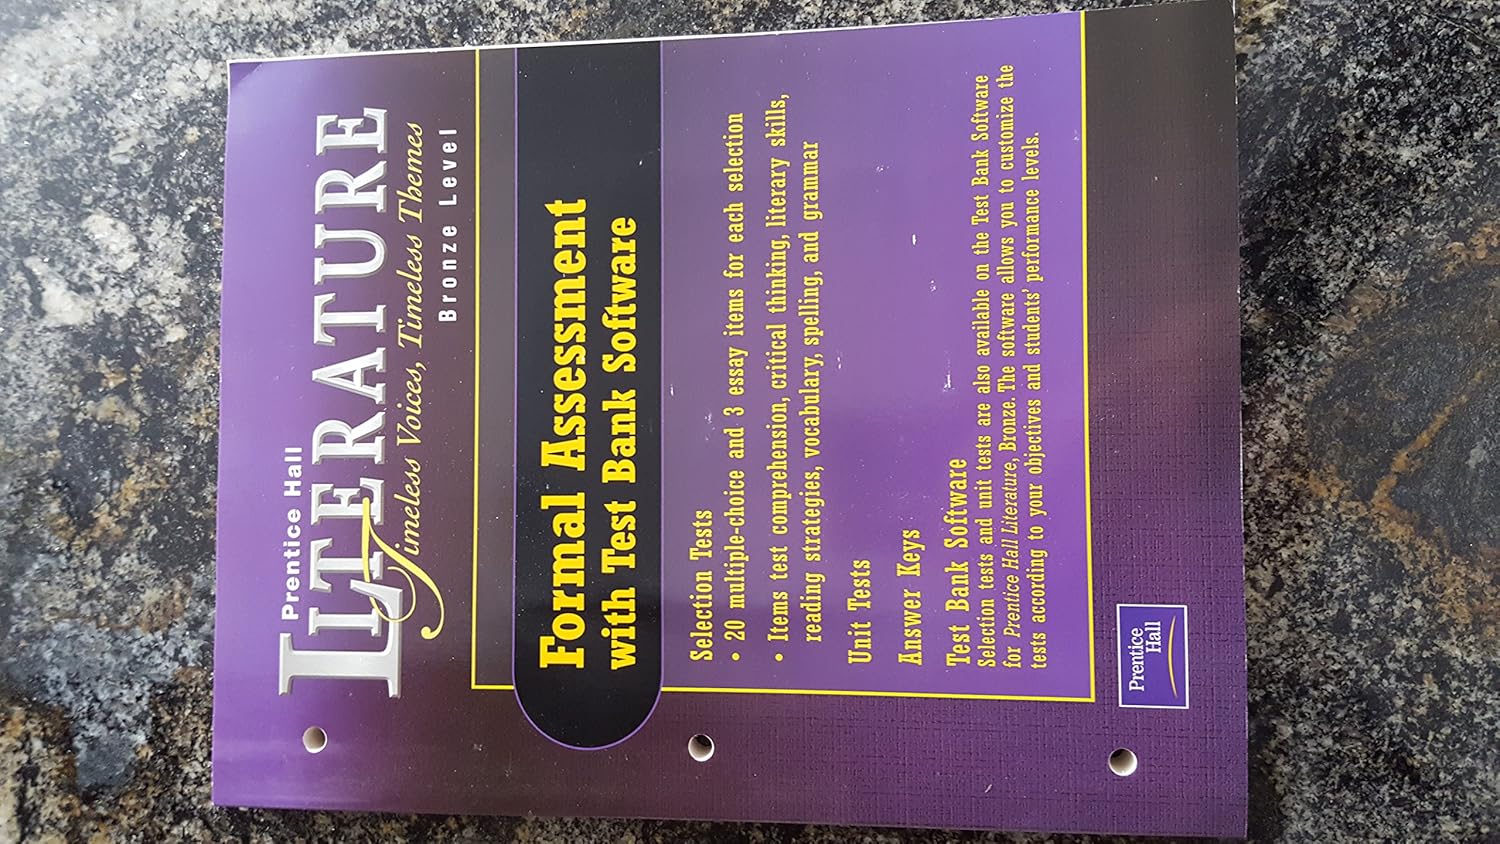 Prentice Hall
LITERATURE
Timeless Voices, Timeless Themes
Bronze Level
Formal Assessment
with Test Bank Software
Selection Tests
• 20 multiple-choice and 3 essay items for each selection
• Items test comprehension, critical thinking, literary skills,
reading strategies, vocabulary, spelling, and grammar
Unit Tests
Answer Keys
Test Bank Software
Selection tests and unit tests are also available on the Test Bank Software
for Prentice Hall Literature, Bronze. The software allows you to customize the
tests according to your objectives and students' performance levels.
Prentice
Hall